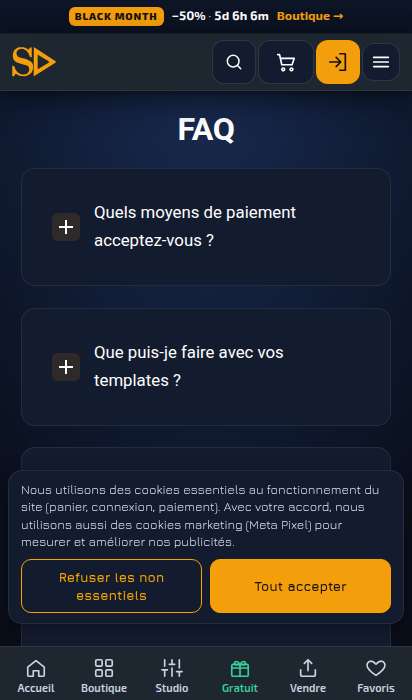 BLACK MONTH −50% · 5d 6h 6m Boutique →
S
FAQ
Quels moyens de paiement
acceptez-vous ?
Que puis-je faire avec vos
templates ?
Nous utilisons des cookies essentiels au fonctionnement du
site (panier, connexion, paiement). Avec votre accord, nous
utilisons aussi des cookies marketing (Meta Pixel) pour
mesurer et améliorer nos publicités.
Refuser les non
essentiels
Tout accepter
Accueil Boutique Studio Gratuit Vendre Favoris